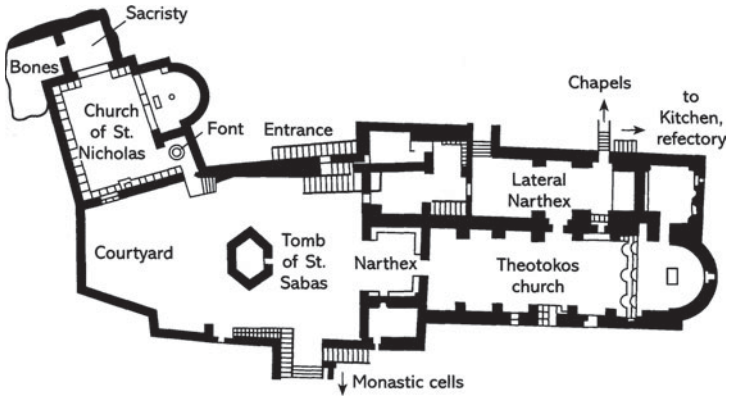 Sacristy
Bones
Church
of St.
Nicholas
Font
Entrance
Chapels
to
Kitchen,
refectory
Lateral
Narthex
Courtyard
Tomb
of St.
Sabas
Narthex
Theotokos
church
Monastic cells